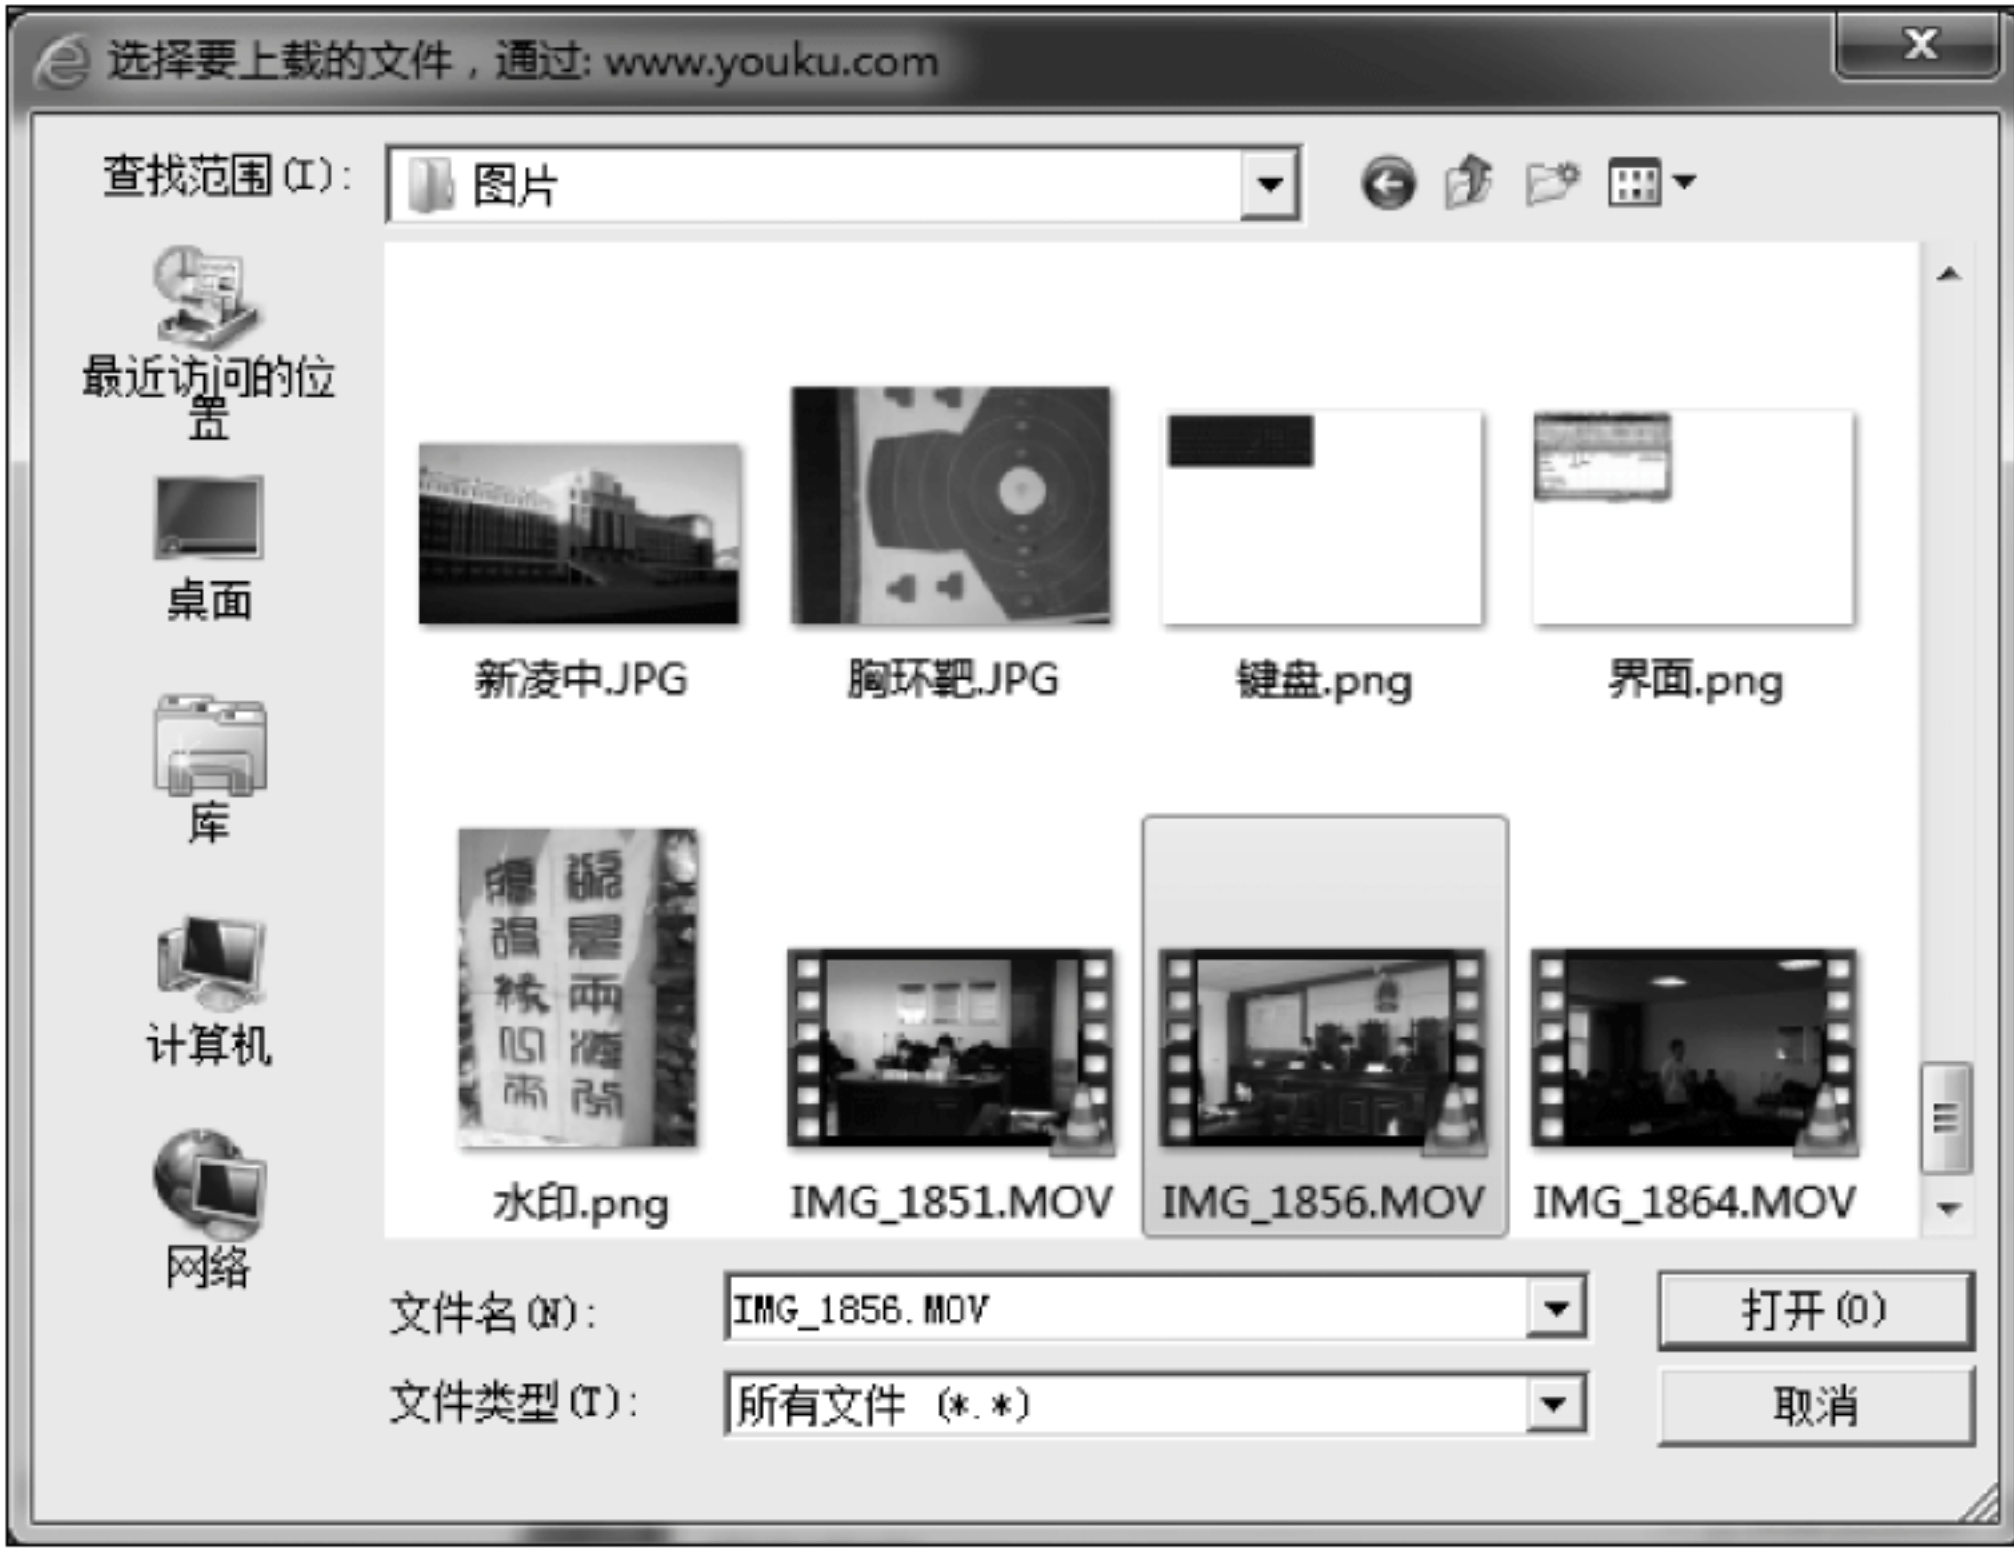 选择要上载的文件，通过: www.youku.com
查找范围(I):
图片
最近访问的位
置
桌面
库
计算机
网络
新凌中.JPG
胸环靶.JPG
键盘.png
界面.png
水印.png
IMG_1851.MOV
IMG_1856.MOV
IMG_1864.MOV
文件名(N):
IMG_1856.MOV
打开(O)
文件类型(T):
所有文件 (*.*)
取消